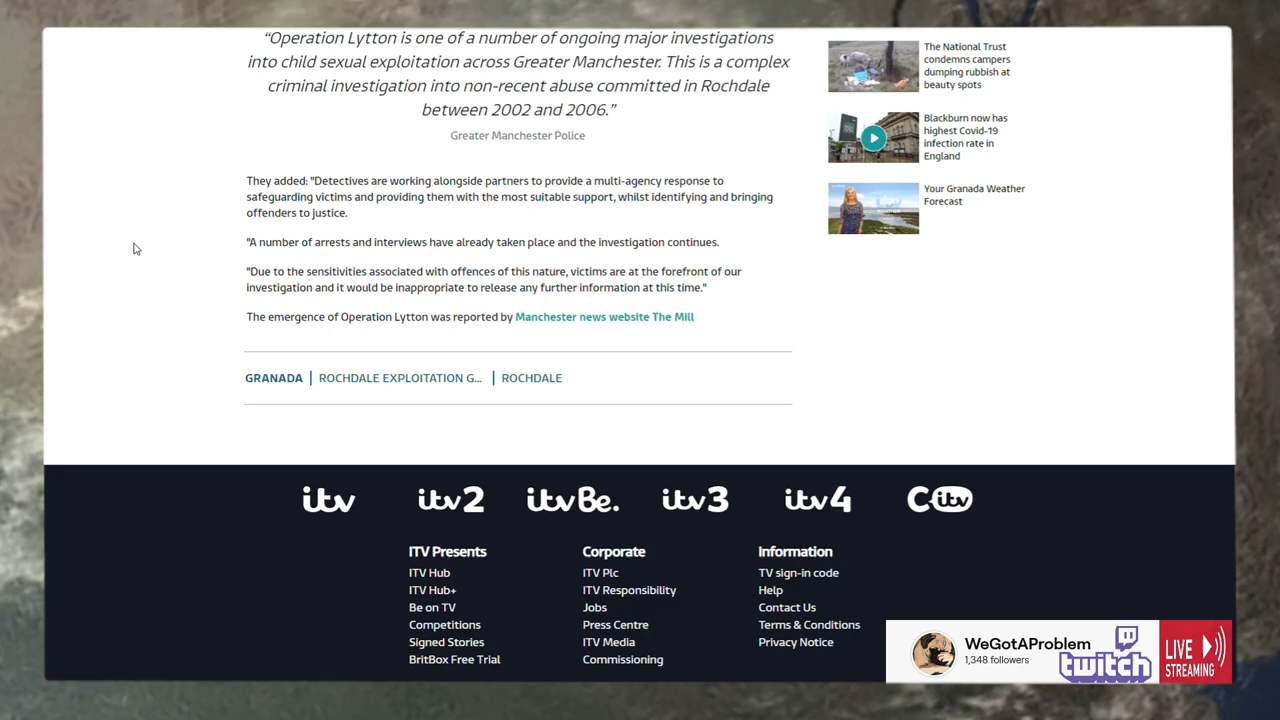 “Operation Lytton is one of a number of ongoing major investigations
into child sexual exploitation across Greater Manchester. This is a complex
criminal investigation into non-recent abuse committed in Rochdale
between 2002 and 2006.”
Greater Manchester Police
They added: "Detectives are working alongside partners to provide a multi-agency response to
safeguarding victims and providing them with the most suitable support, whilst identifying and bringing
offenders to justice.
"A number of arrests and interviews have already taken place and the investigation continues.
"Due to the sensitivities associated with offences of this nature, victims are at the forefront of our
investigation and it would be inappropriate to release any further information at this time."
The emergence of Operation Lytton was reported by Manchester news website The Mill
GRANADA | ROCHDALE EXPLOITATION G... | ROCHDALE
The National Trust
condemns campers
dumping rubbish at
beauty spots
Blackburn now has
highest Covid-19
infection rate in
England
Your Granada Weather
Forecast
itv itv2 itvBe. itv3 itv4 Citv
ITV Presents
ITV Hub
ITV Hub+
Be on TV
Competitions
Signed Stories
BritBox Free Trial
Corporate
ITV Plc
ITV Responsibility
Jobs
Press Centre
ITV Media
Commissioning
Information
TV sign-in code
Help
Contact Us
Terms & Conditions
Privacy Notice
WeGotAProblem
1,348 followers
twitch
LIVE
STREAMING